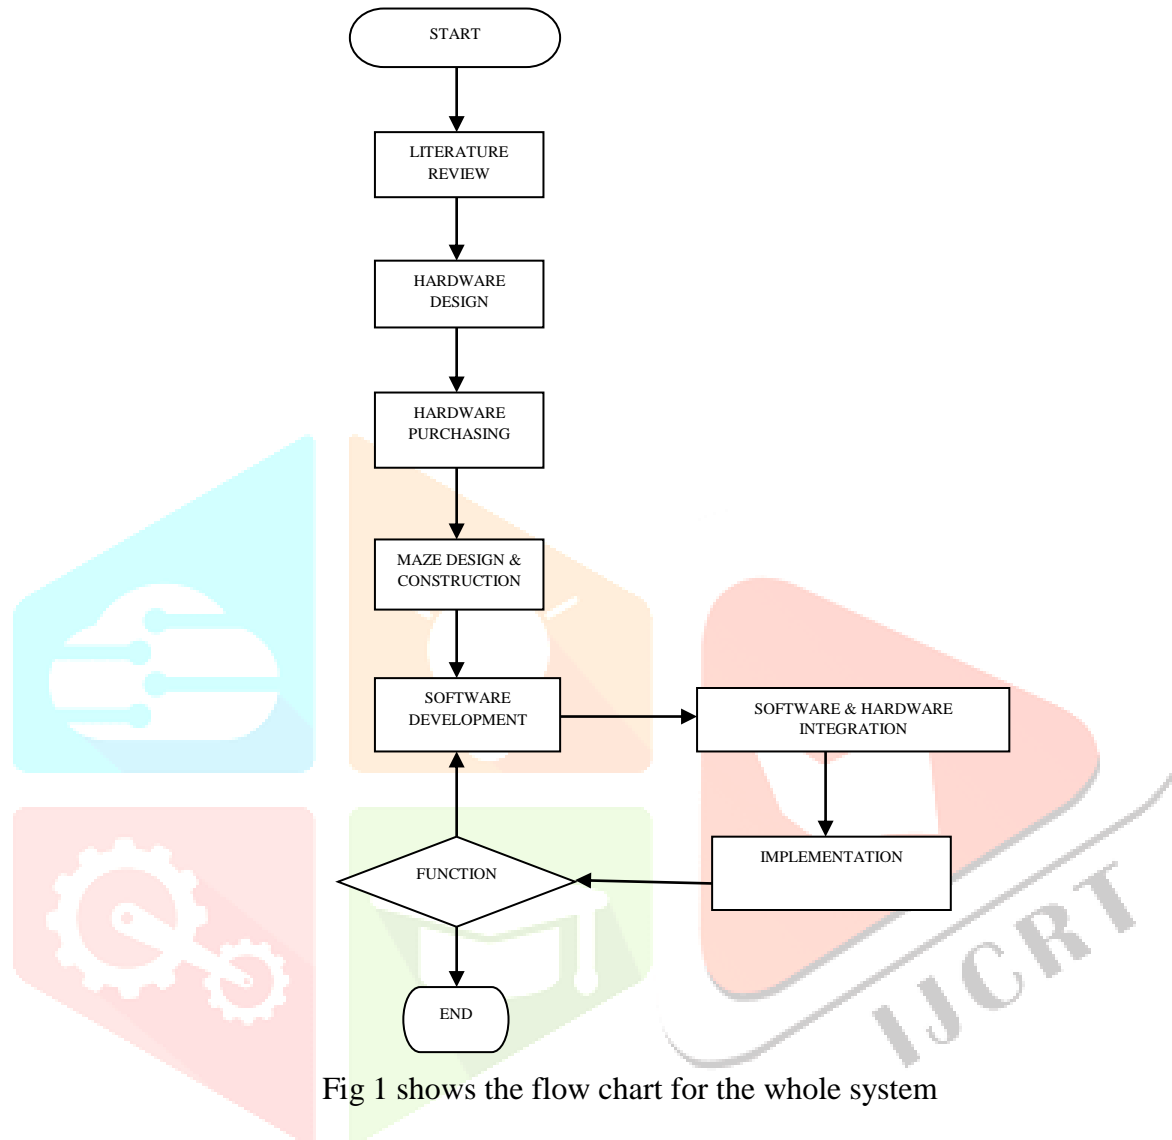 START
LITERATURE
REVIEW
HARDWARE
DESIGN
HARDWARE
PURCHASING
MAZE DESIGN &
CONSTRUCTION
SOFTWARE
DEVELOPMENT
SOFTWARE & HARDWARE
INTEGRATION
IMPLEMENTATION
FUNCTION
END
IJCRT
Fig 1 shows the flow chart for the whole system